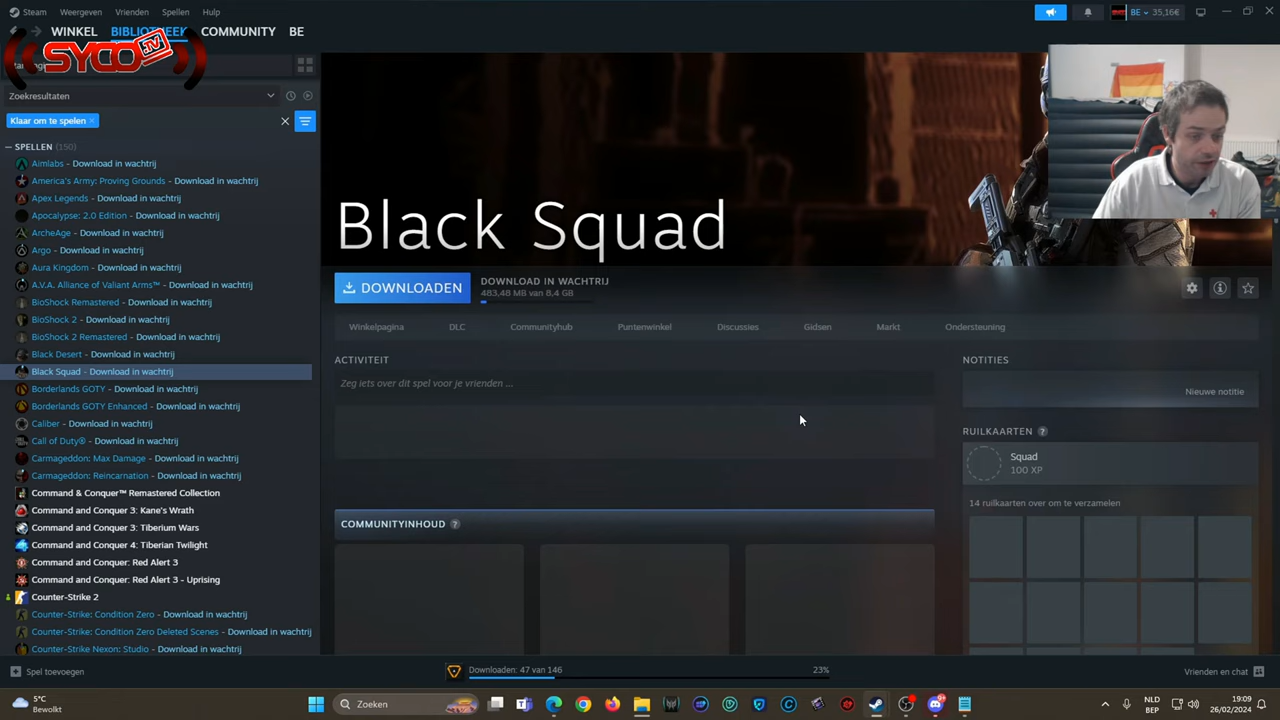 Steam Weergeven Vrienden Spellen Help
BE 35,16€
WINKEL BIBLIOTHEEK COMMUNITY BE
SYCO TV
Zoekresultaten
Klaar om te spelen ×
SPELLEN (150)
Aimlabs - Download in wachtrij
America's Army: Proving Grounds - Download in wachtrij
Apex Legends - Download in wachtrij
Apocalypse: 2.0 Edition - Download in wachtrij
ArcheAge - Download in wachtrij
Argo - Download in wachtrij
Aura Kingdom - Download in wachtrij
A.V.A. Alliance of Valiant Arms™ - Download in wachtrij
BioShock Remastered - Download in wachtrij
BioShock 2 - Download in wachtrij
BioShock 2 Remastered - Download in wachtrij
Black Desert - Download in wachtrij
Black Squad - Download in wachtrij
Borderlands GOTY - Download in wachtrij
Borderlands GOTY Enhanced - Download in wachtrij
Caliber - Download in wachtrij
Call of Duty® - Download in wachtrij
Carmageddon: Max Damage - Download in wachtrij
Carmageddon: Reincarnation - Download in wachtrij
Command & Conquer™ Remastered Collection
Command and Conquer 3: Kane's Wrath
Command and Conquer 3: Tiberium Wars
Command and Conquer 4: Tiberian Twilight
Command and Conquer: Red Alert 3
Command and Conquer: Red Alert 3 - Uprising
Counter-Strike 2
Counter-Strike: Condition Zero - Download in wachtrij
Counter-Strike: Condition Zero Deleted Scenes - Download in wachtrij
Counter-Strike Nexon: Studio - Download in wachtrij
Black Squad
DOWNLOADEN
DOWNLOAD IN WACHTRIJ
483,48 MB van 8,4 GB
Winkelpagina DLC Communityhub Puntenwinkel Discussies Gidsen Markt Ondersteuning
ACTIVITEIT
Zeg iets over dit spel voor je vrienden ...
COMMUNITYINHOUD ?
NOTITIES
Nieuwe notitie
RUILKAARTEN ?
Squad
100 XP
14 ruilkaarten over om te verzamelen
Spel toevoegen
Downloaden: 47 van 146 23%
Vrienden en chat
5°C
Bewolkt
Zoeken
NLD
BEP
19:09
26/02/2024